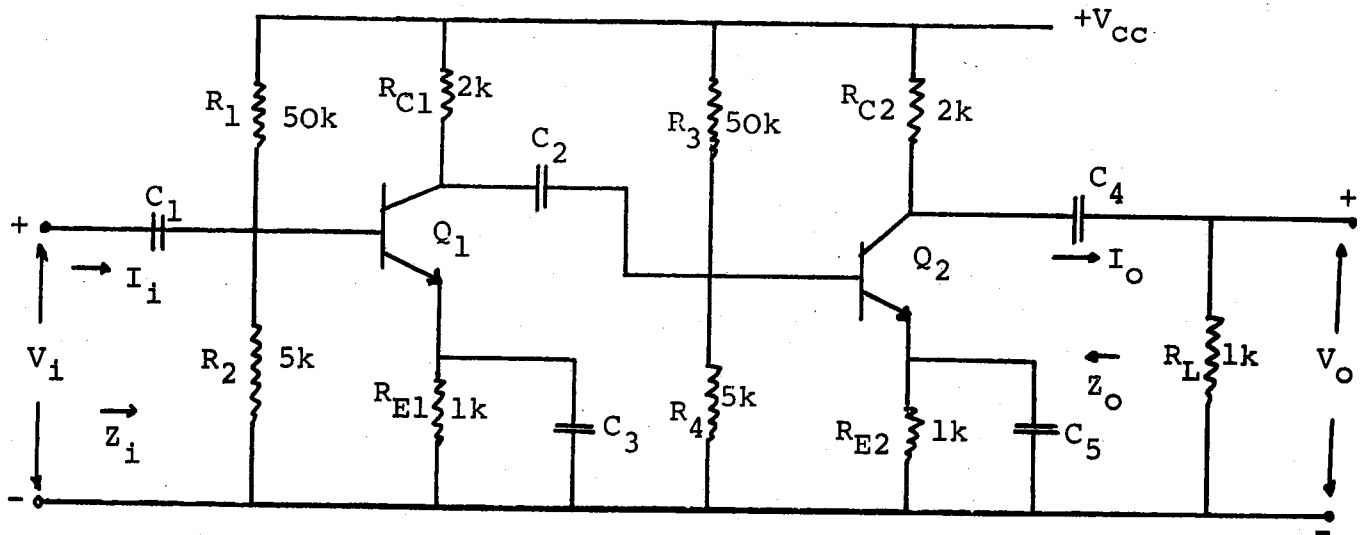 +VCC
R1 50k
RC1 2k
C2
R3 50k
RC2 2k
C4
+
C1
Q1
Q2
+
Ii
Io
Vi
R2 5k
RE1 1k
C3
R4 5k
RE2 1k
C5
Zo
RL 1k
Vo
Zi
-
-